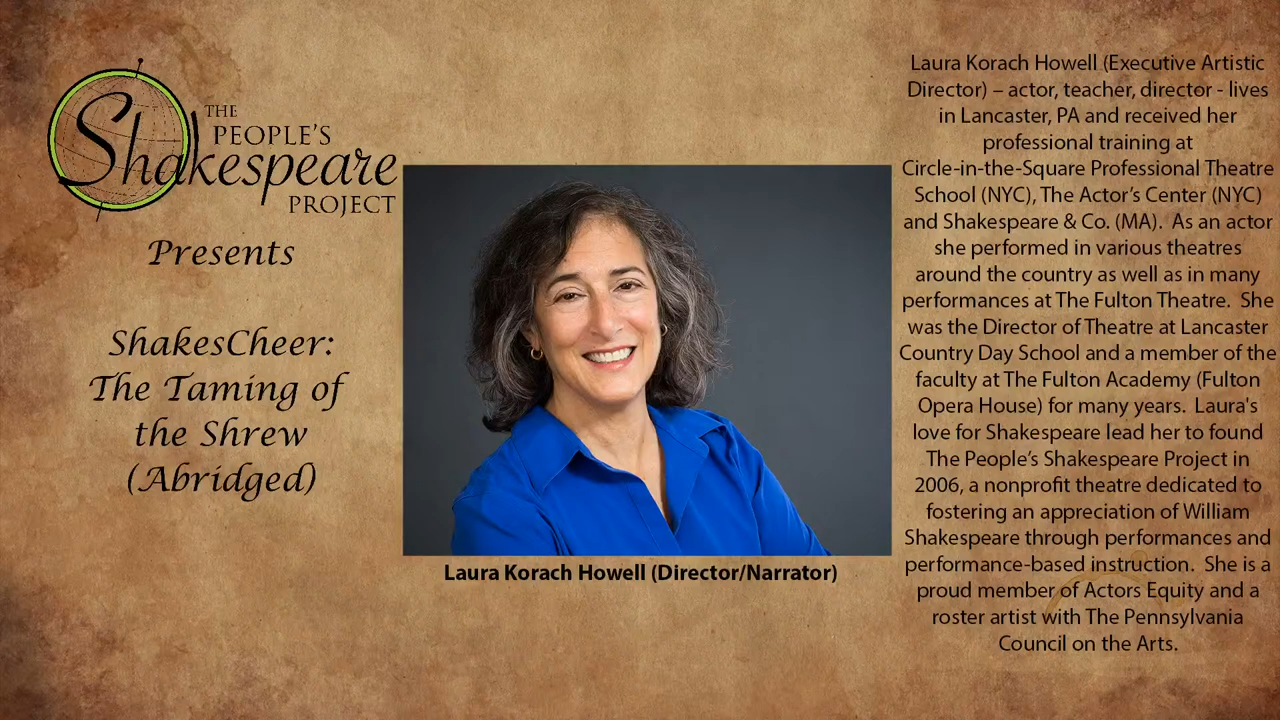 THE
PEOPLE'S
Shakespeare
PROJECT
Presents
ShakesCheer:
The Taming of
the Shrew
(Abridged)
Laura Korach Howell (Director/Narrator)
Laura Korach Howell (Executive Artistic
Director) – actor, teacher, director - lives
in Lancaster, PA and received her
professional training at
Circle-in-the-Square Professional Theatre
School (NYC), The Actor's Center (NYC)
and Shakespeare & Co. (MA).  As an actor
she performed in various theatres
around the country as well as in many
performances at The Fulton Theatre.  She
was the Director of Theatre at Lancaster
Country Day School and a member of the
faculty at The Fulton Academy (Fulton
Opera House) for many years.  Laura's
love for Shakespeare lead her to found
The People's Shakespeare Project in
2006, a nonprofit theatre dedicated to
fostering an appreciation of William
Shakespeare through performances and
performance-based instruction.  She is a
proud member of Actors Equity and a
roster artist with The Pennsylvania
Council on the Arts.